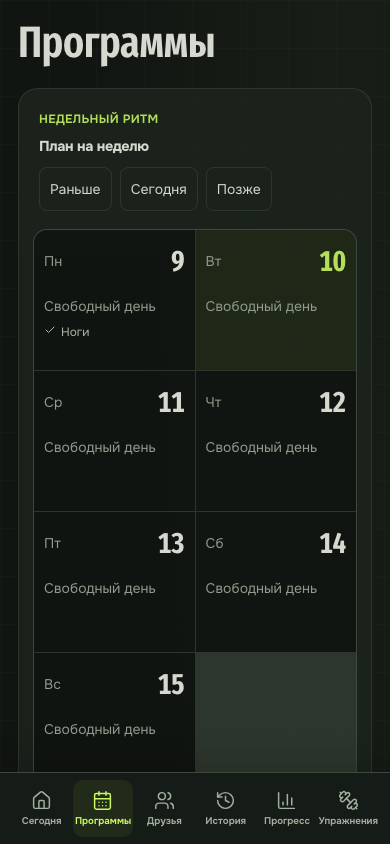 Программы
НЕДЕЛЬНЫЙ РИТМ
План на неделю
Раньше
Сегодня
Позже
Пн 9
Свободный день
Ноги
Вт 10
Свободный день
Ср 11
Свободный день
Чт 12
Свободный день
Пт 13
Свободный день
Сб 14
Свободный день
Вс 15
Свободный день
Сегодня
Программы
Друзья
История
Прогресс
Упражнения